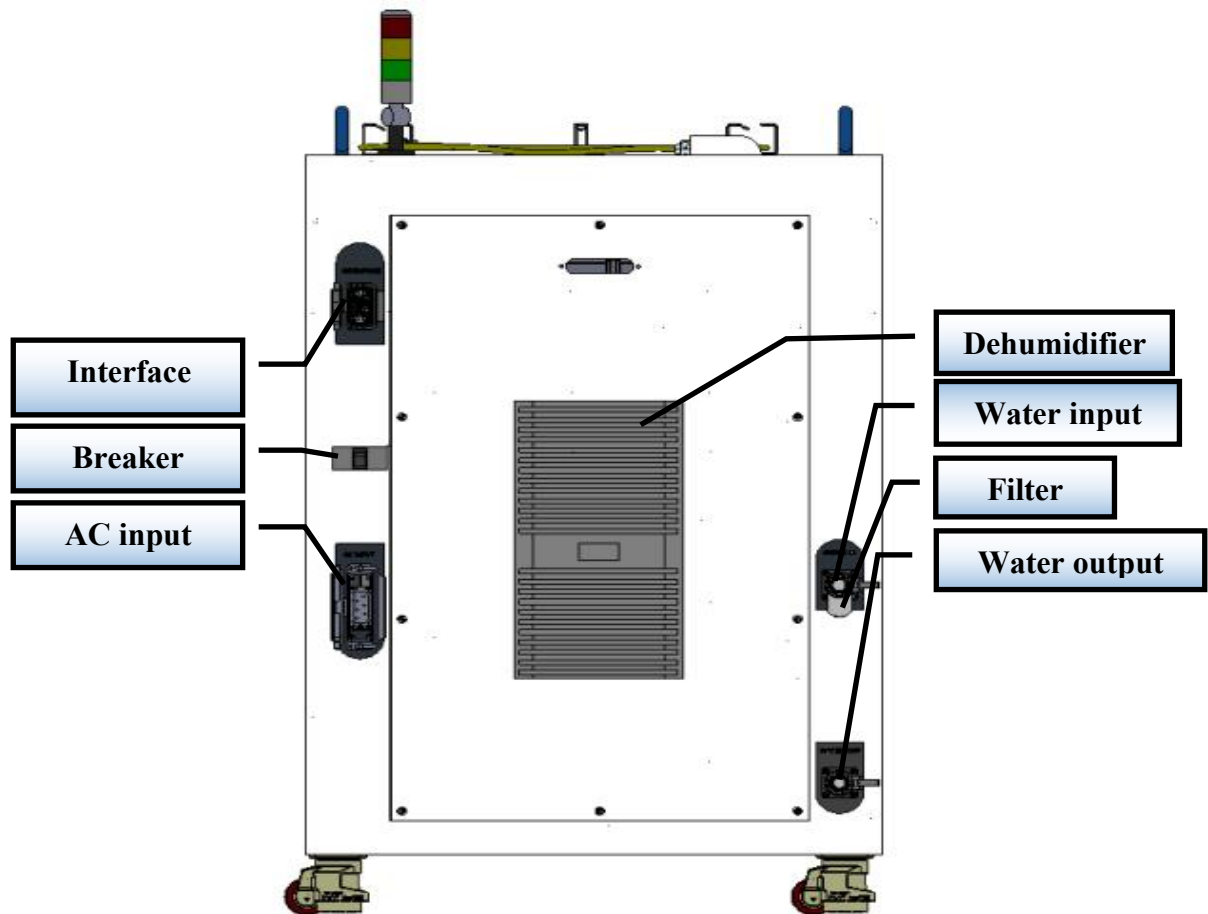 Interface
Breaker
AC input
Dehumidifier
Water input
Filter
Water output